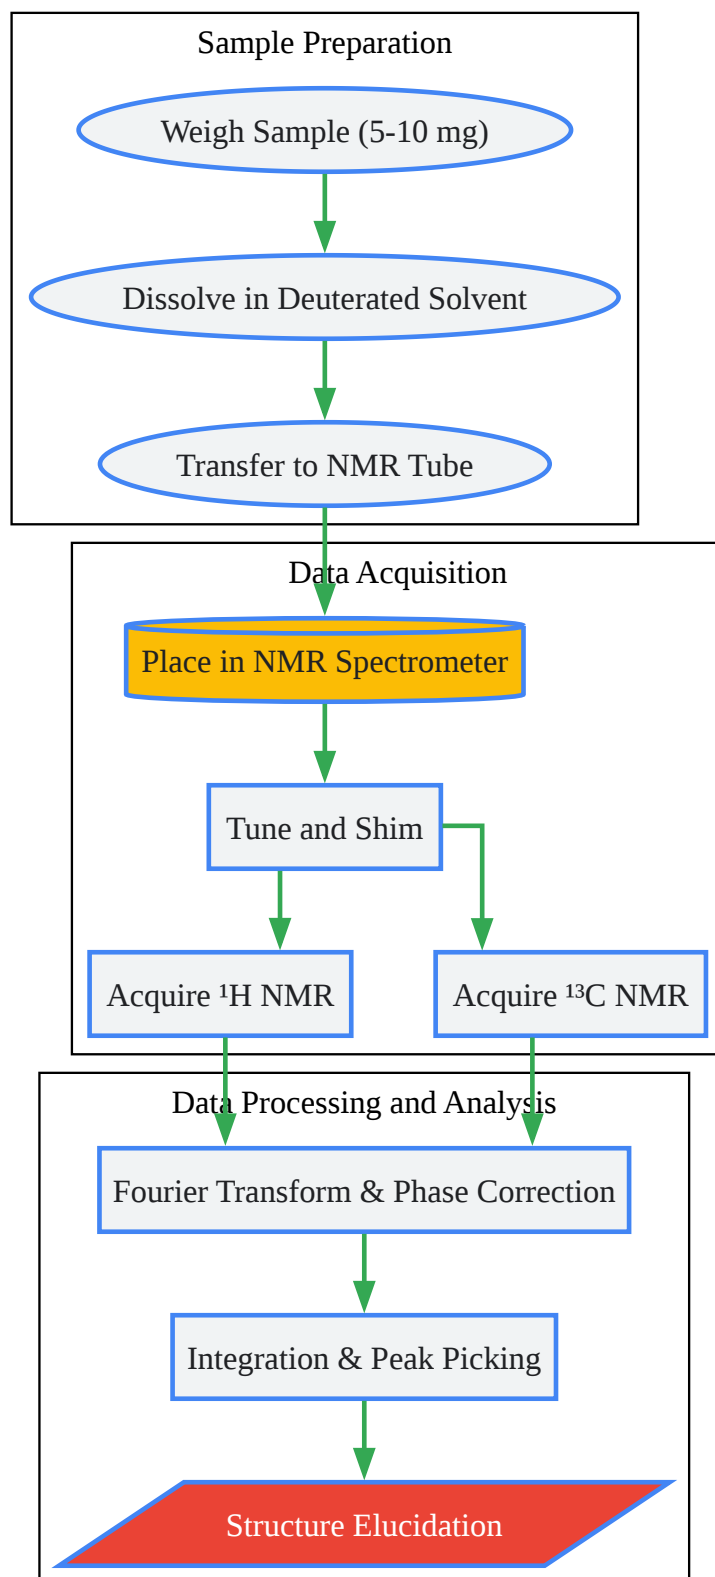 Sample Preparation
Weigh Sample (5-10 mg)
Dissolve in Deuterated Solvent
Transfer to NMR Tube
Data Acquisition
Place in NMR Spectrometer
Tune and Shim
Acquire ¹H NMR
Acquire ¹³C NMR
Data Processing and Analysis
Fourier Transform & Phase Correction
Integration & Peak Picking
Structure Elucidation